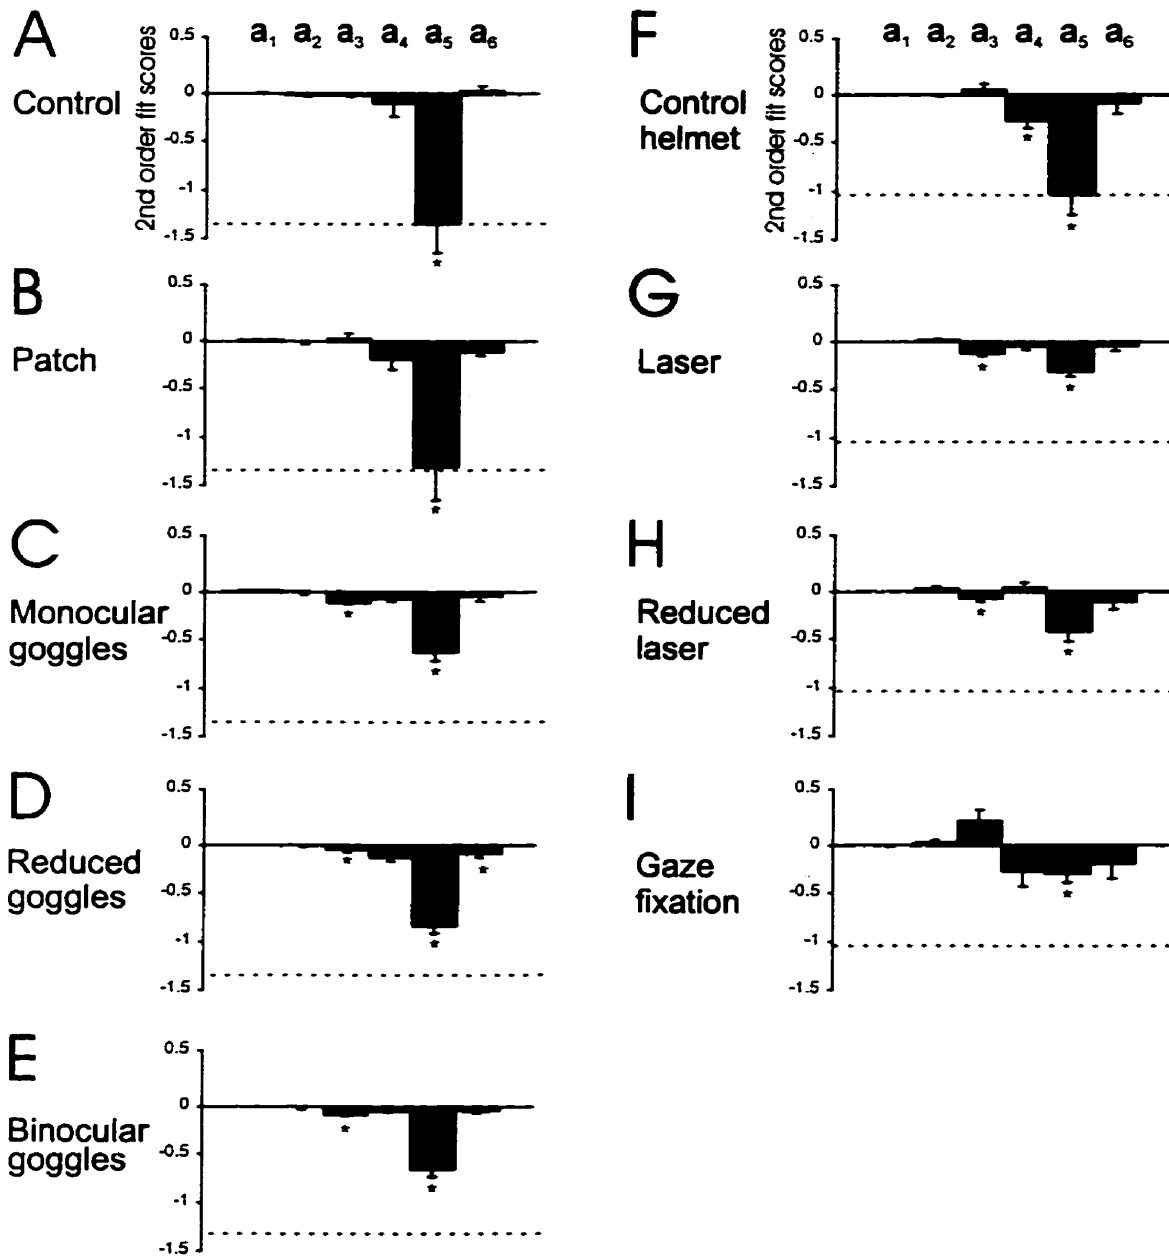 A
Control
2nd order fit scores
a1 a2 a3 a4 a5 a6
0.5
0
-0.5
-1
-1.5
*
B
Patch
0.5
0
-0.5
-1
-1.5
*
C
Monocular
goggles
0.5
0
-0.5
-1
-1.5
* *
D
Reduced
goggles
0.5
0
-0.5
-1
-1.5
* * *
E
Binocular
goggles
0.5
0
-0.5
-1
-1.5
* *
F
Control
helmet
2nd order fit scores
a1 a2 a3 a4 a5 a6
0.5
0
-0.5
-1
-1.5
* *
G
Laser
0.5
0
-0.5
-1
-1.5
* *
H
Reduced
laser
0.5
0
-0.5
-1
-1.5
* *
I
Gaze
fixation
0.5
0
-0.5
-1
-1.5
*